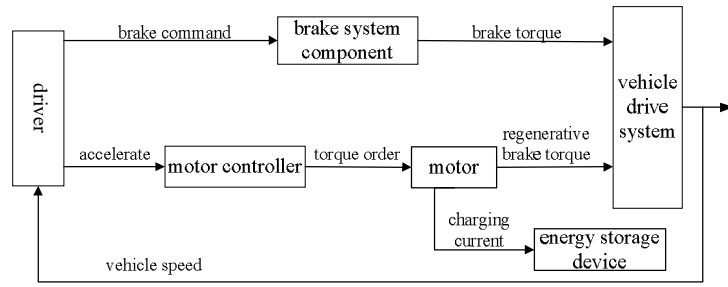 brake command
brake system
component
brake torque
vehicle
drive
system
driver
accelerate
motor controller
torque order
motor
regenerative
brake torque
charging
current
energy storage
device
vehicle speed